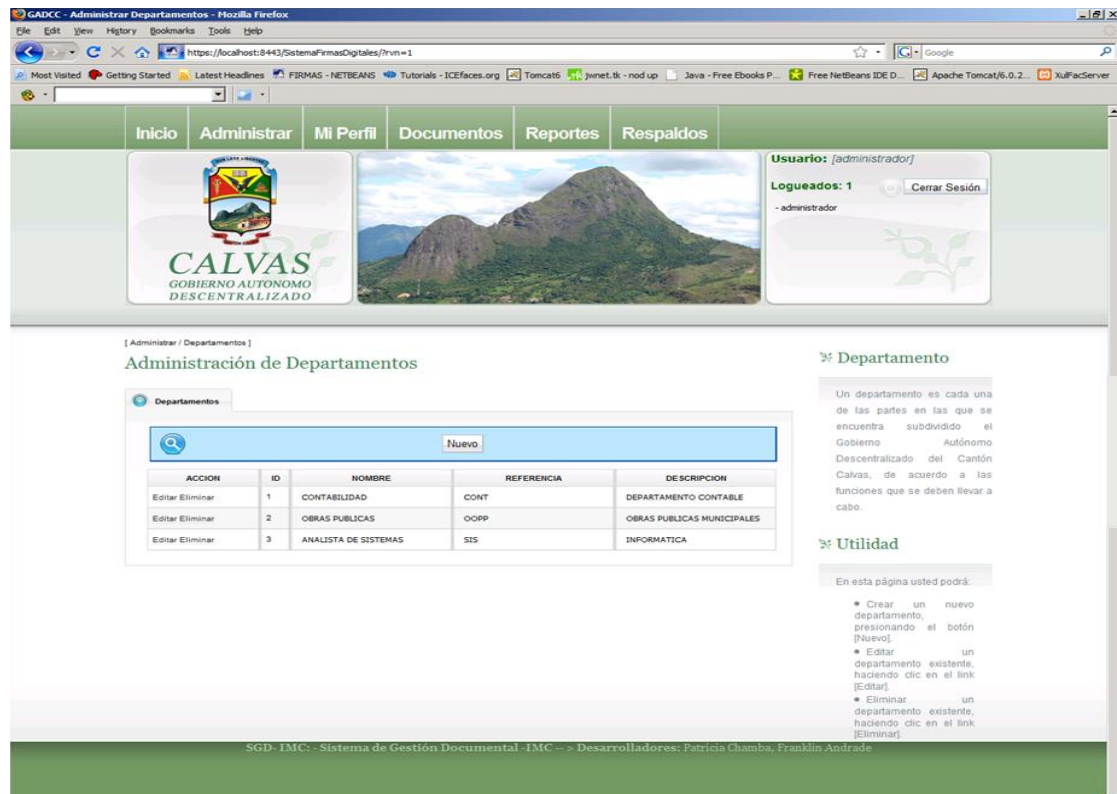 GADCC - Administrar Departamentos - Mozilla Firefox
File Edit View History Bookmarks Tools Help
https://localhost:8443/SistemaFirmasDigitales/?rvn=1
Google
Most Visited Getting Started Latest Headlines FIRMAS - NETBEANS Tutorials - ICEfaces.org Tomcat6 jwnet.tk - nod up Java - Free Ebooks P... Free NetBeans IDE D... Apache Tomcat/6.0.2... XulFacServer
Inicio Administrar Mi Perfil Documentos Reportes Respaldos
Usuario: [administrador]
Logueados: 1 Cerrar Sesión
- administrador
CALVAS
GOBIERNO AUTONOMO
DESCENTRALIZADO
[ Administrar / Departamentos ]
Administración de Departamentos
Departamentos
Nuevo
ACCION ID NOMBRE REFERENCIA DESCRIPCION
Editar Eliminar 1 CONTABILIDAD CONT DEPARTAMENTO CONTABLE
Editar Eliminar 2 OBRAS PUBLICAS OOPP OBRAS PUBLICAS MUNICIPALES
Editar Eliminar 3 ANALISTA DE SISTEMAS SIS INFORMATICA
Departamento
Un departamento es cada una
de las partes en las que se
encuentra subdividido el
Gobierno Autónomo
Descentralizado del Cantón
Calvas, de acuerdo a las
funciones que se deben llevar a
cabo.
Utilidad
En esta página usted podrá:
Crear un nuevo
departamento,
presionando el botón
[Nuevo].
Editar un
departamento existente,
haciendo clic en el link
[Editar].
Eliminar un
departamento existente,
haciendo clic en el link
[Eliminar].
SGD- IMC: - Sistema de Gestión Documental -IMC -- > Desarrolladores: Patricia Chamba, Franklin Andrade